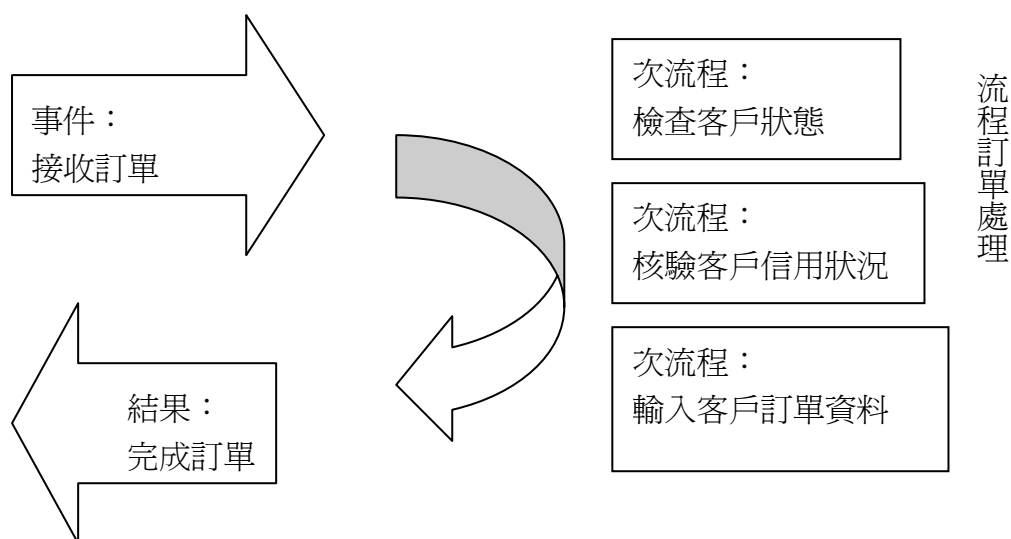 事件：
接收訂單
次流程：
檢查客戶狀態
次流程：
核驗客戶信用狀況
次流程：
輸入客戶訂單資料
流程訂單處理
結果：
完成訂單